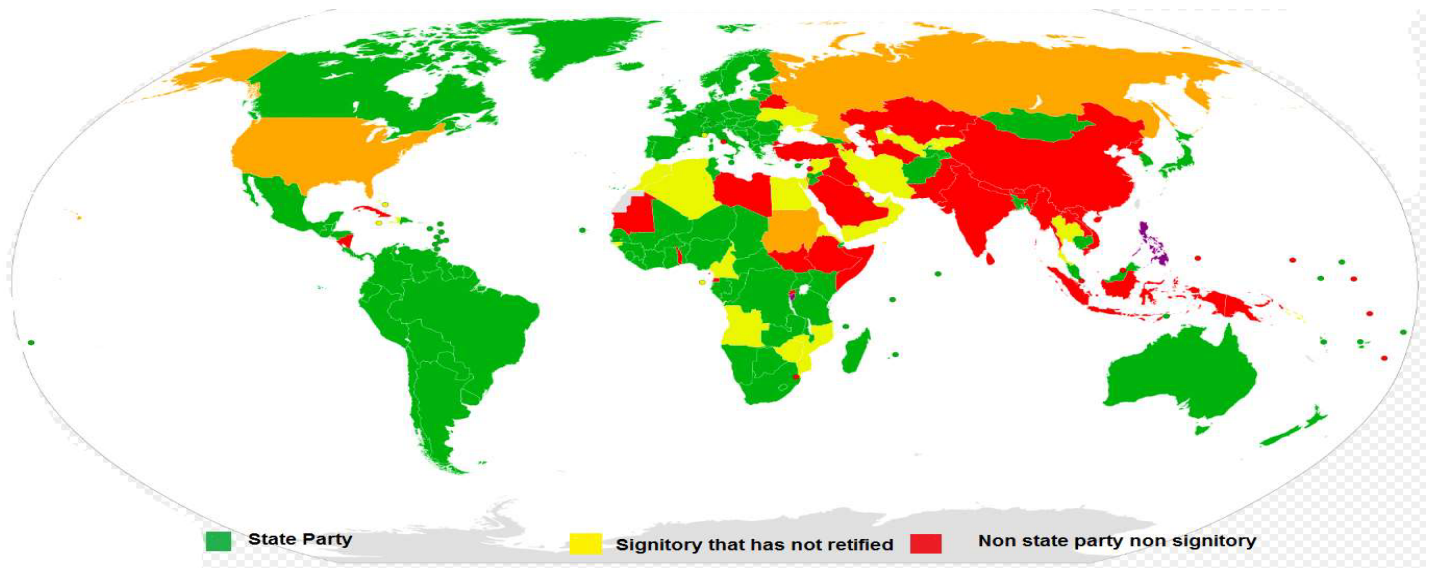 State Party
Signitory that has not retified
Non state party non signitory